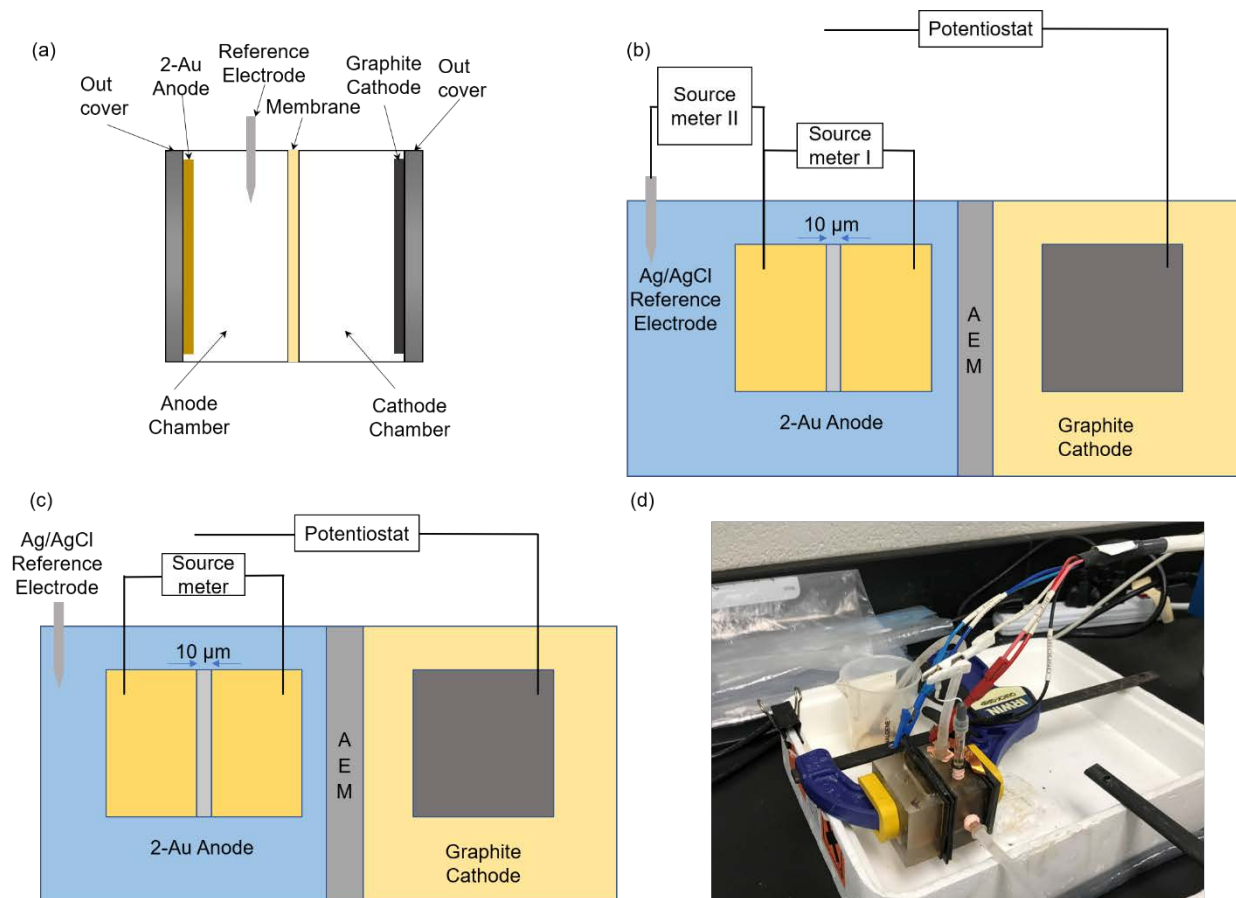 (a)
Out
cover
2-Au
Anode
Reference
Electrode
Membrane
Graphite
Cathode
Out
cover
Anode
Chamber
Cathode
Chamber
(b)
Potentiostat
Source
meter II
Source
meter I
10 µm
Ag/AgCl
Reference
Electrode
2-Au Anode
A
E
M
Graphite
Cathode
(c)
Ag/AgCl
Reference
Electrode
Potentiostat
Source
meter
10 µm
2-Au Anode
A
E
M
Graphite
Cathode
(d)
IRWIN
QUICK-GRIP